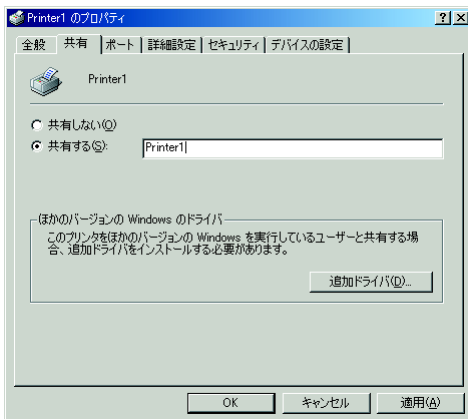 Printer1 のプロパティ
全般 共有 ポート 詳細設定 セキュリティ デバイスの設定
Printer1
共有しない(O)
共有する(S): Printer1
ほかのバージョンの Windows のドライバ
このプリンタをほかのバージョンの Windows を実行しているユーザーと共有する場
合、追加ドライバをインストールする必要があります。
追加ドライバ(D)...
OK キャンセル 適用(A)